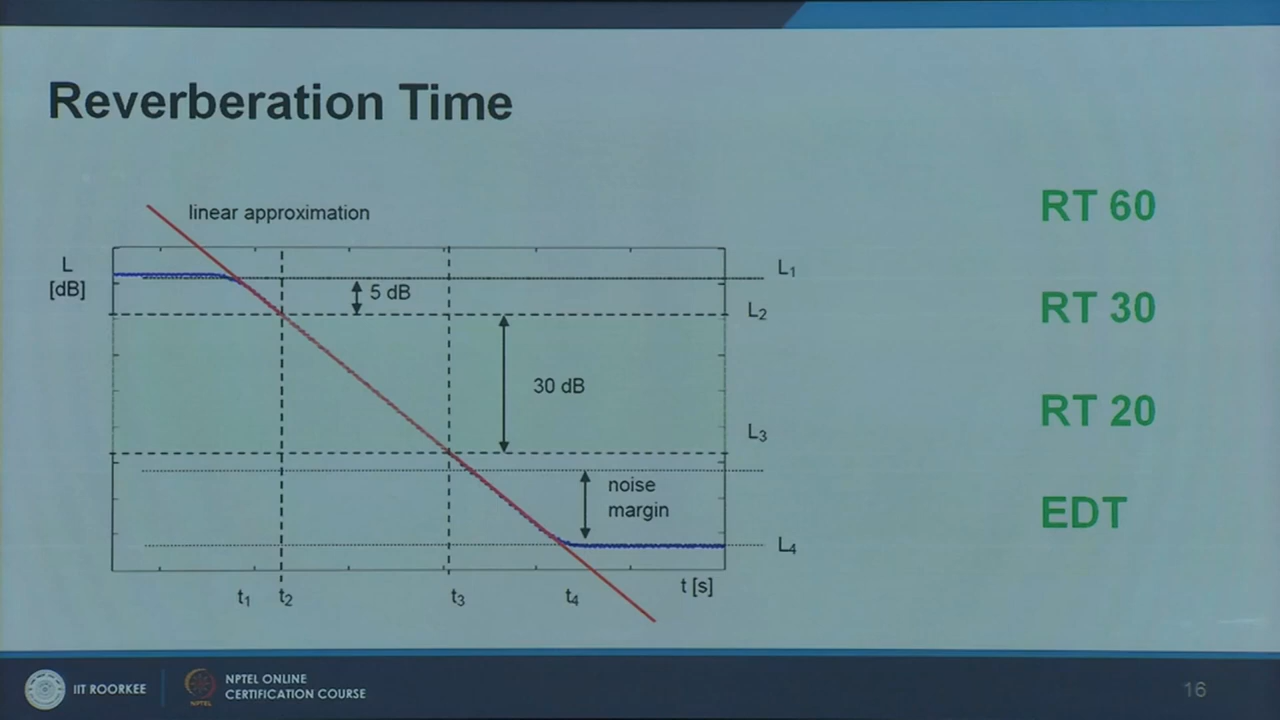 Reverberation Time
linear approximation
L
[dB]
5 dB
30 dB
noise
margin
L1
L2
L3
L4
t1
t2
t3
t4
t [s]
RT 60
RT 30
RT 20
EDT
IIT ROORKEE
NPTEL
NPTEL ONLINE
CERTIFICATION COURSE
16